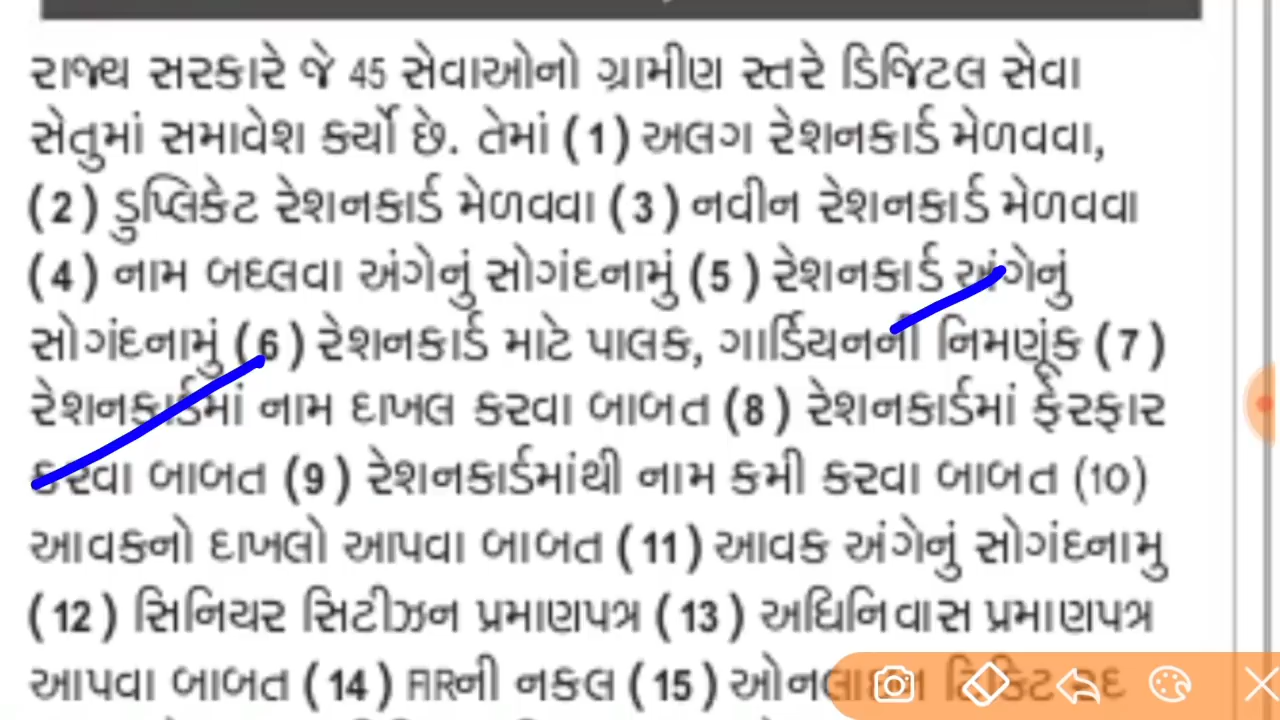 રાજ્ય સરકારે જે 45 સેવાઓનો ગ્રામીણ સ્તરે ડિજિટલ સેવા
સેતુમાં સમાવેશ કર્યો છે. તેમાં (1) અલગ રેશનકાર્ડ મેળવવા,
(2) ડુપ્લિકેટ રેશનકાર્ડ મેળવવા (3) નવીન રેશનકાર્ડ મેળવવા
(4) નામ બદલવા અંગેનું સોગંદનામું (5 ) રેશનકાર્ડ અંગેનું
સોગંદનામું (6) રેશનકાર્ડ માટે પાલક, ગાર્ડિયનની નિમણૂંક (7)
રેશનકાર્ડમાં નામ દાખલ કરવા બાબત (8) રેશનકાર્ડમાં ફેરફાર
કરવા બાબત (9) રેશનકાર્ડમાંથી નામ કમી કરવા બાબત (10)
આવકનો દાખલો આપવા બાબત (11) આવક અંગેનું સોગંદનામુ
(12) સિનિયર સિટીઝન પ્રમાણપત્ર (13) અધિનિવાસ પ્રમાણપત્ર
આપવા બાબત (14) FIRની નકલ (15) ઓનલાઇન ટિકિટ